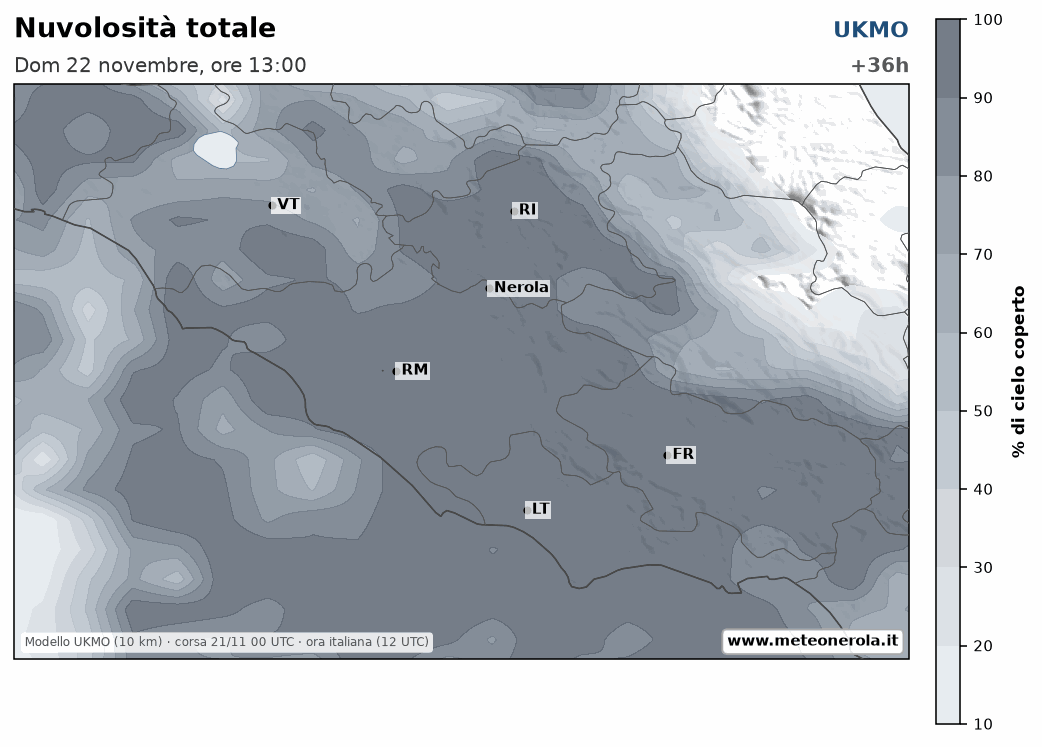 Nuvolosità totale
UKMO
Dom 22 novembre, ore 13:00
+36h
VT
RI
Nerola
RM
FR
LT
Modello UKMO (10 km) · corsa 21/11 00 UTC · ora italiana (12 UTC)
www.meteonerola.it
100
90
80
70
60
50
40
30
20
10
% di cielo coperto